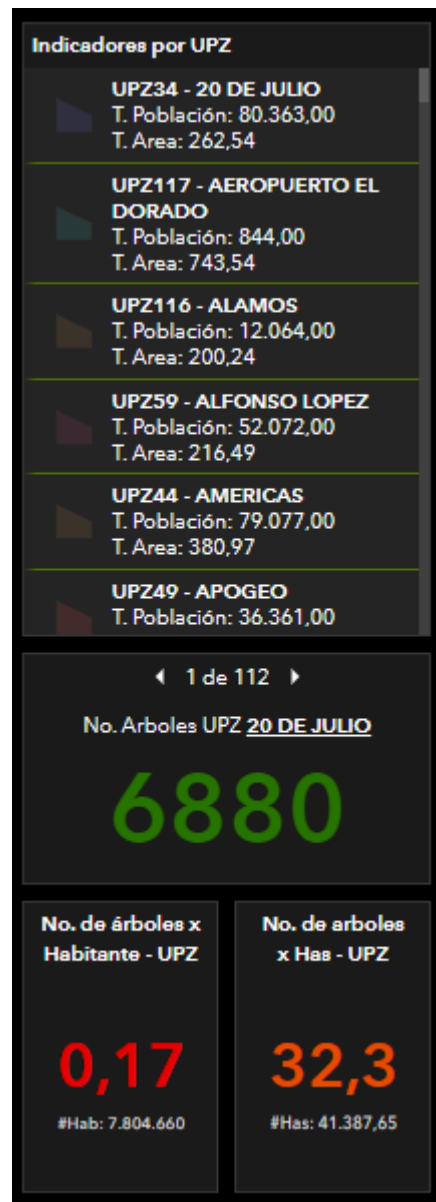 Indicadores por UPZ
UPZ34 - 20 DE JULIO
T. Población: 80.363,00
T. Area: 262,54
UPZ117 - AEROPUERTO EL
DORADO
T. Población: 844,00
T. Area: 743,54
UPZ116 - ALAMOS
T. Población: 12.064,00
T. Area: 200,24
UPZ59 - ALFONSO LOPEZ
T. Población: 52.072,00
T. Area: 216,49
UPZ44 - AMERICAS
T. Población: 79.077,00
T. Area: 380,97
UPZ49 - APOGEO
T. Población: 36.361,00
1 de 112
No. Arboles UPZ 20 DE JULIO
6880
No. de árboles x
Habitante - UPZ
0,17
#Hab: 7.804.660
No. de arboles
x Has - UPZ
32,3
#Has: 41.387,65